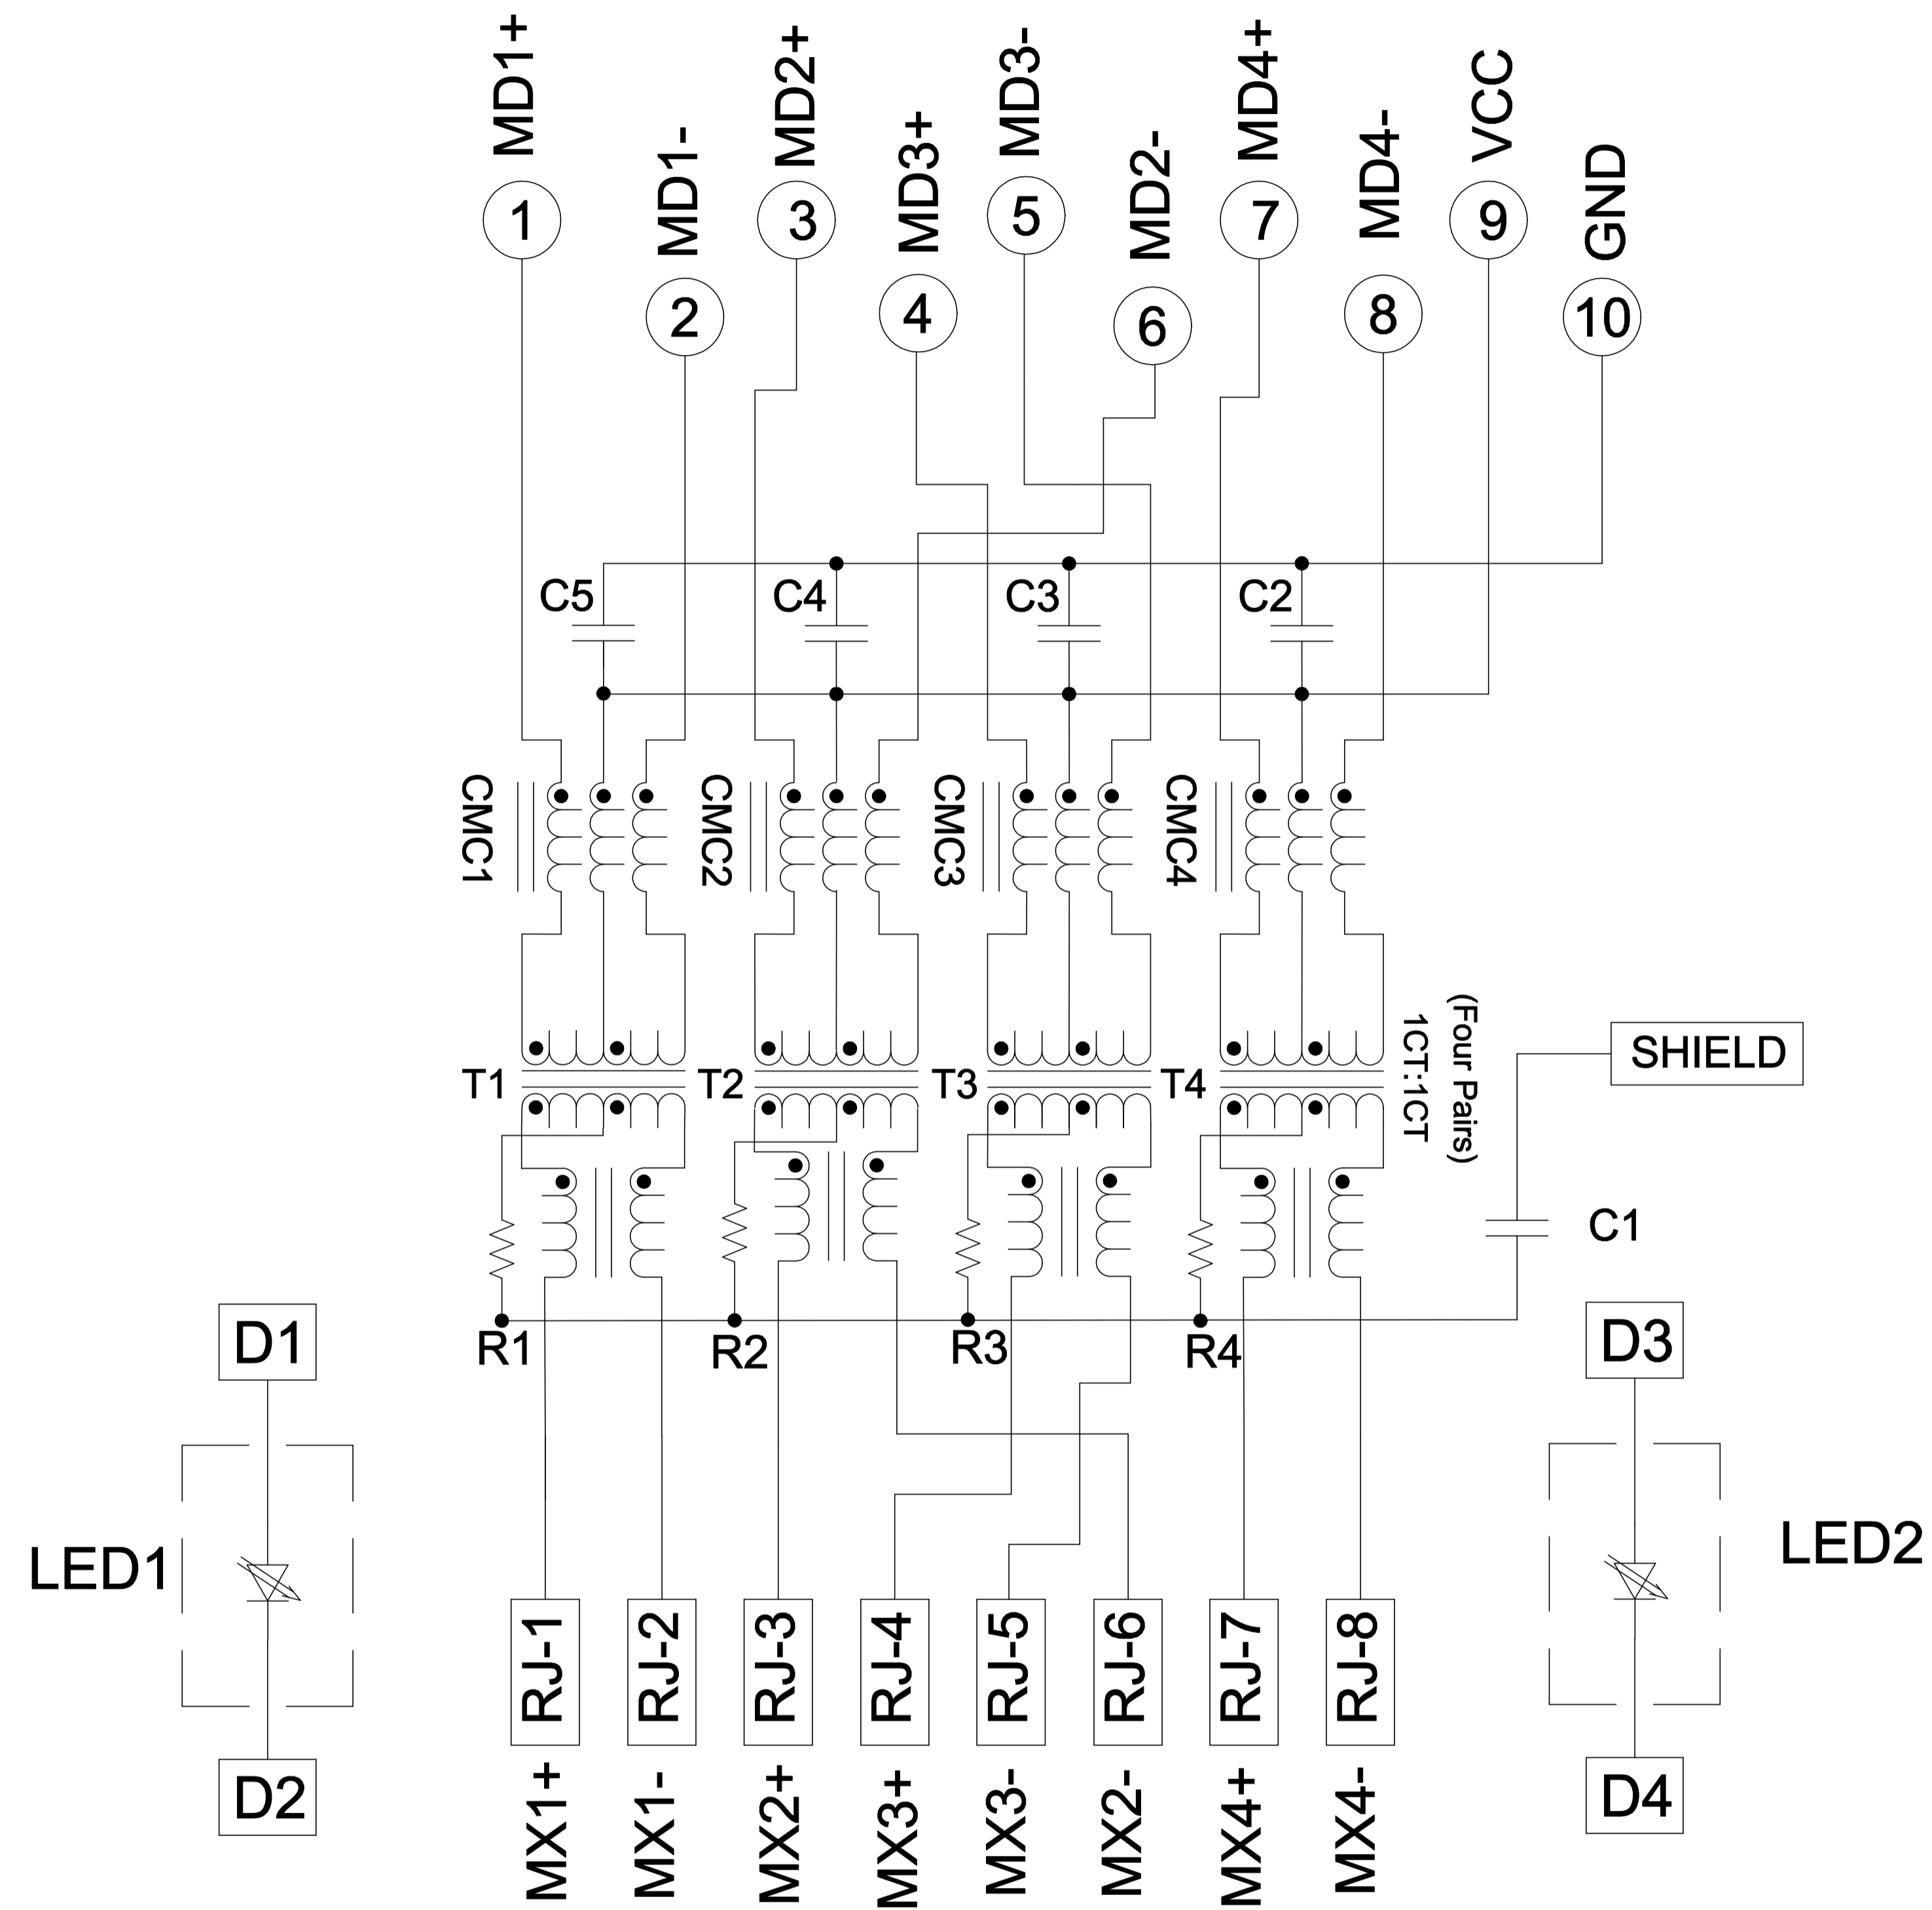 MD1+
MD1-
MD2+
MD3+
MD3-
MD2-
MD4+
MD4-
VCC
GND
1
2
3
4
5
6
7
8
9
10
C5
C4
C3
C2
CMC1
CMC2
CMC3
CMC4
T1
T2
T3
T4
1CT:1CT
(Four Pairs)
SHIELD
C1
R1
R2
R3
R4
D1
LED1
D2
D3
LED2
D4
RJ-1
RJ-2
RJ-3
RJ-4
RJ-5
RJ-6
RJ-7
RJ-8
MX1+
MX1-
MX2+
MX3+
MX3-
MX2-
MX4+
MX4-